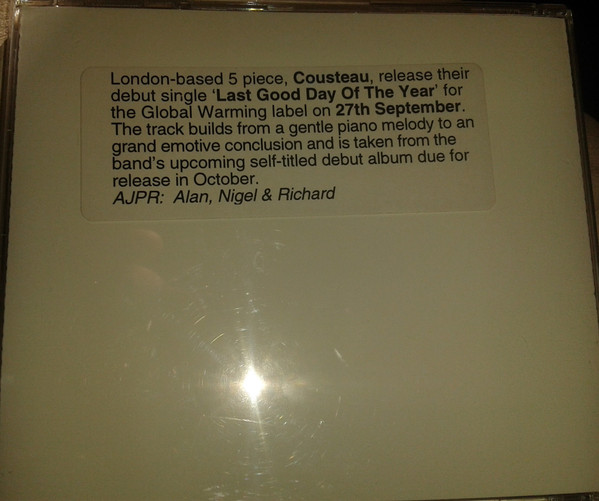 London-based 5 piece, Cousteau, release their
debut single ‘Last Good Day Of The Year’ for
the Global Warming label on 27th September.
The track builds from a gentle piano melody to an
grand emotive conclusion and is taken from the
band’s upcoming self-titled debut album due for
release in October.
AJPR: Alan, Nigel & Richard